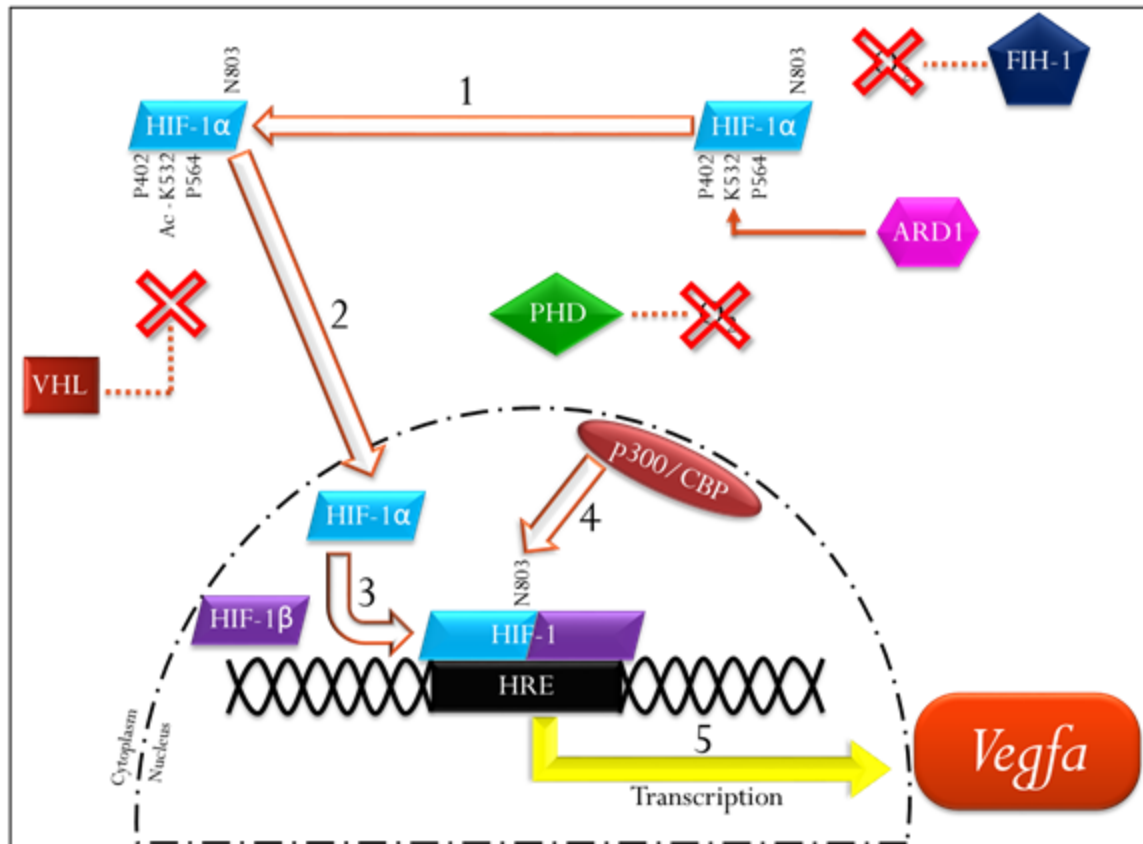 N803
1
N803
FIH-1
HIF-1α
HIF-1α
P402
Ac - K532
P564
P402
K532
P564
ARD1
2
PHD
VHL
p300/CBP
HIF-1α
4
N803
3
HIF-1β
HIF-1
HRE
Cytoplasm
Nucleus
5
Transcription
Vegfa